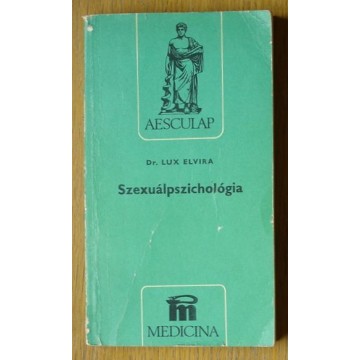 AESCULAP
Dr. LUX ELVIRA
Szexuálpszichológia
MEDICINA